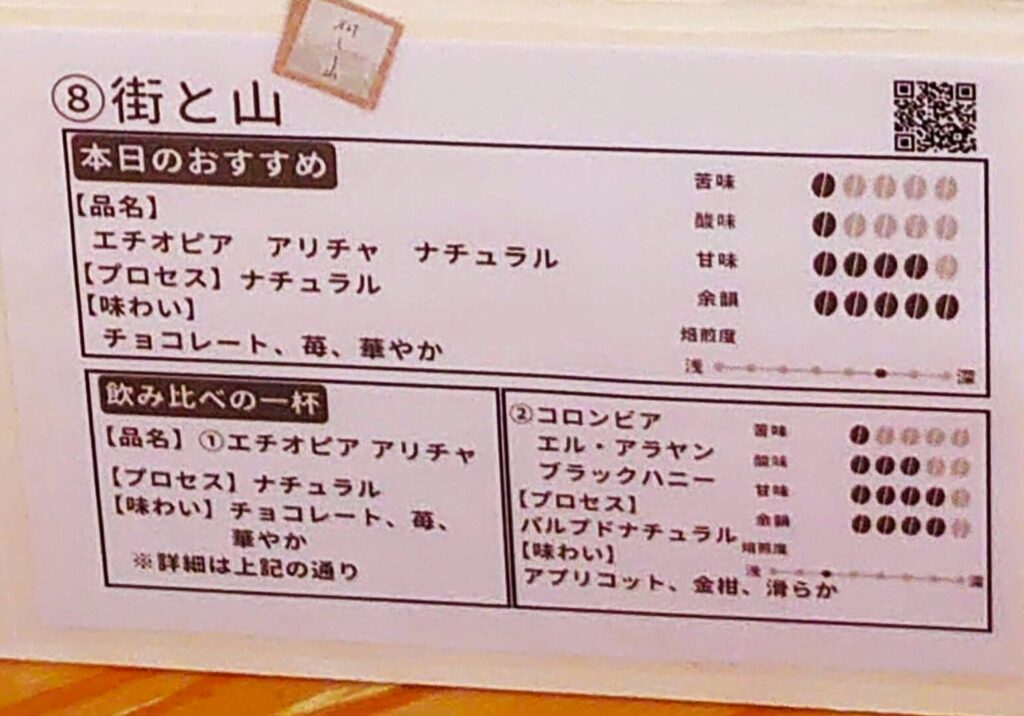 ⑧街と山
本日のおすすめ
【品名】
エチオピア　アリチャ　ナチュラル
【プロセス】ナチュラル
【味わい】
チョコレート、苺、華やか
苦味
酸味
甘味
余韻
焙煎度
浅 深
飲み比べの一杯
【品名】①エチオピア アリチャ
【プロセス】ナチュラル
【味わい】チョコレート、苺、
華やか
※詳細は上記の通り
②コロンビア
エル・アラヤン
ブラックハニー
【プロセス】
パルプドナチュラル
【味わい】
アプリコット、金柑、滑らか
苦味
酸味
甘味
余韻
焙煎度
浅 深